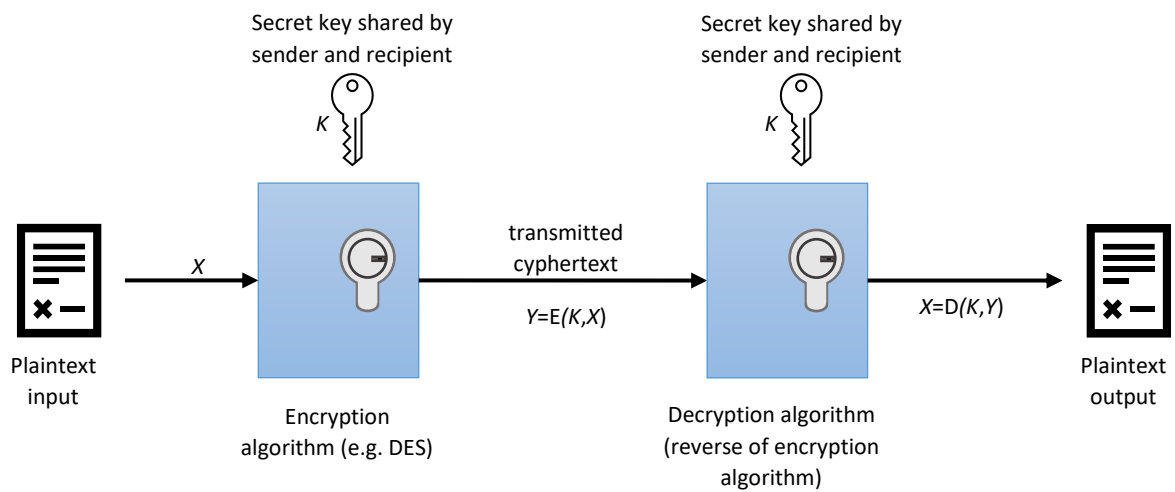 Secret key shared by
sender and recipient
K
Secret key shared by
sender and recipient
K
X
transmitted
cyphertext
Y=E(K,X)
X=D(K,Y)
Plaintext
input
Encryption
algorithm (e.g. DES)
Decryption algorithm
(reverse of encryption
algorithm)
Plaintext
output